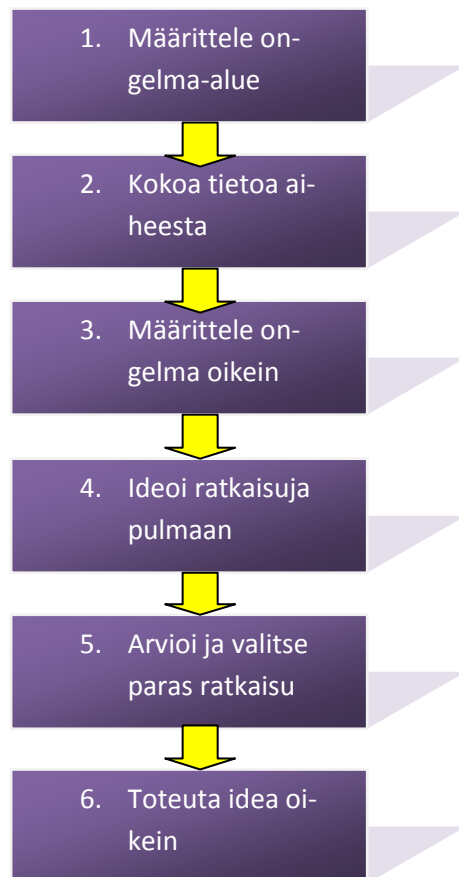 1. Määrittele on-
gelma-alue
2. Kokoa tietoa ai-
heesta
3. Määrittele on-
gelma oikein
4. Ideoi ratkaisuja
pulmaan
5. Arvioi ja valitse
paras ratkaisu
6. Toteuta idea oi-
kein